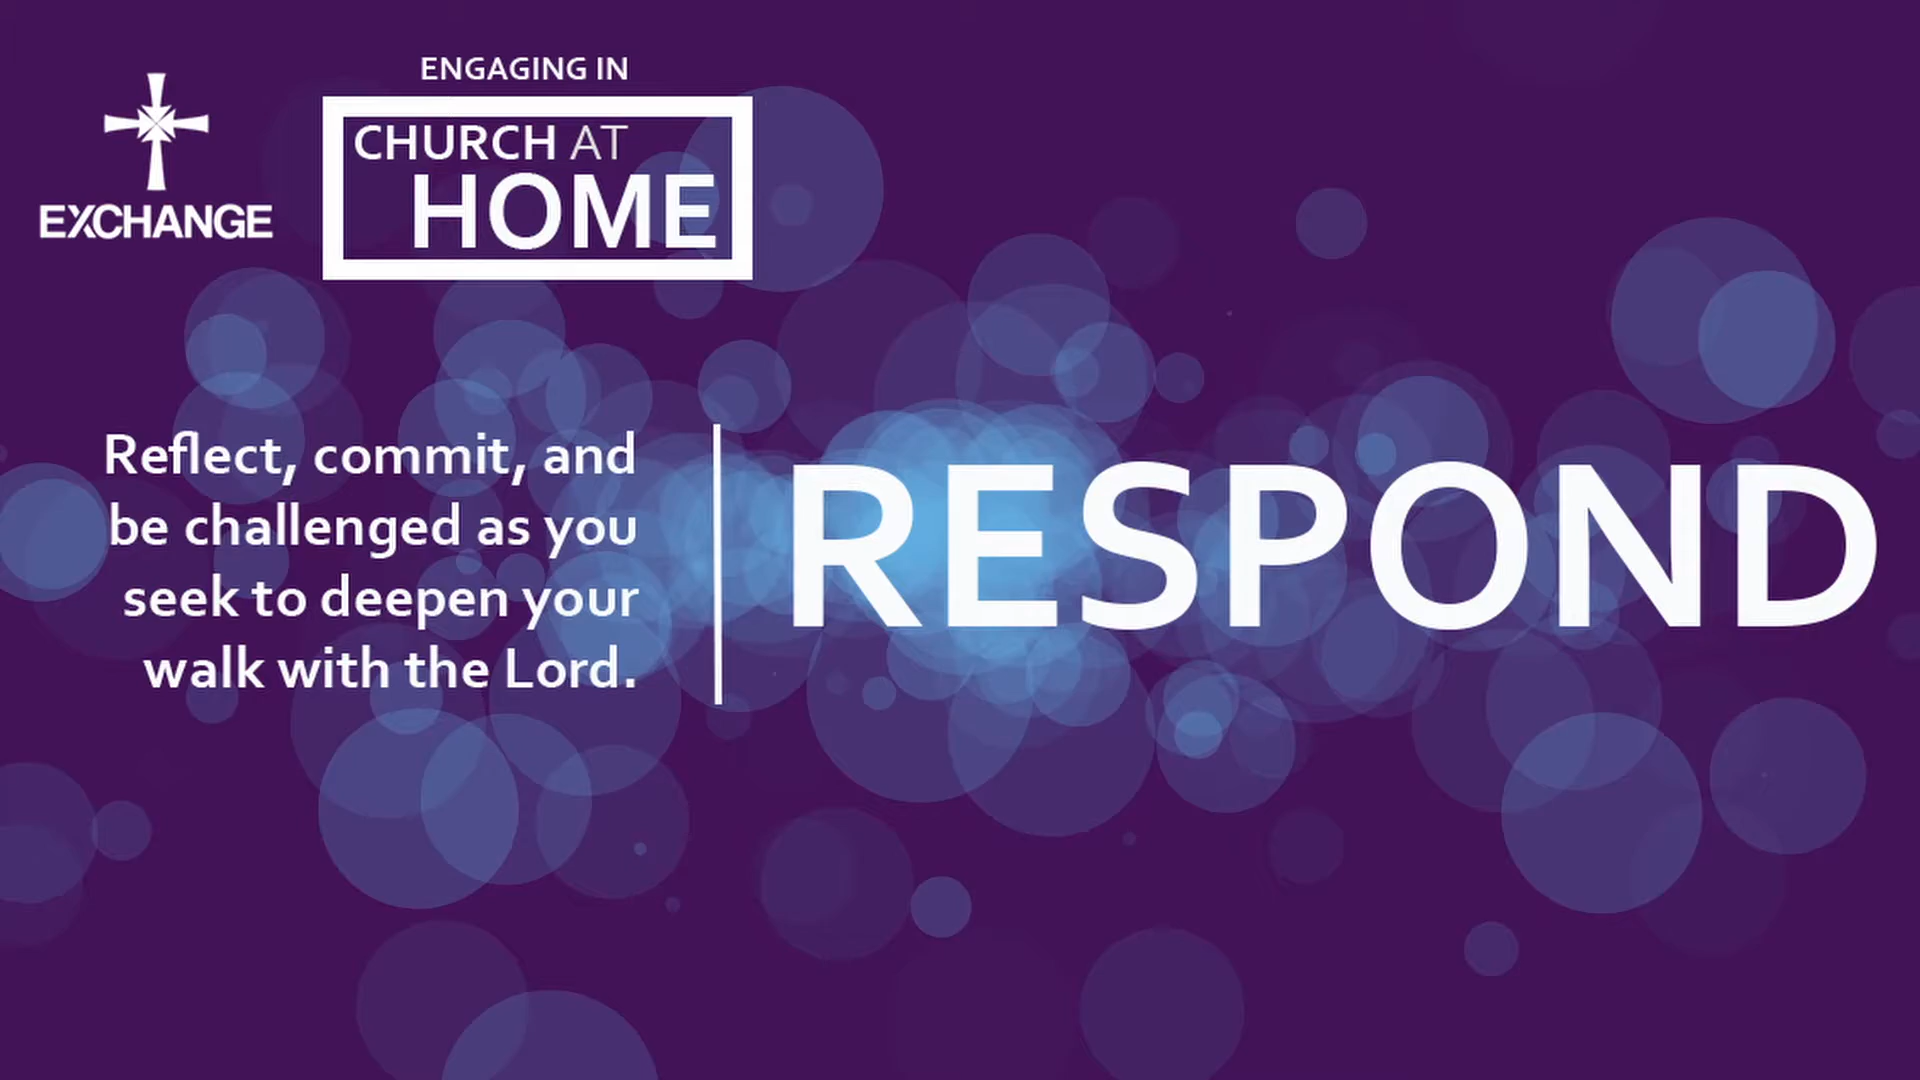 EXCHANGE
ENGAGING IN
CHURCH AT
HOME
Reflect, commit, and
be challenged as you
seek to deepen your
walk with the Lord.
RESPOND